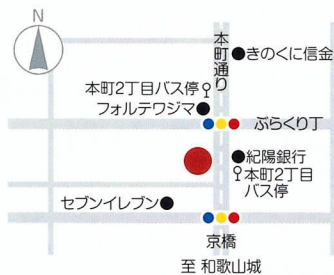 N
本町通り
きのくに信金
本町2丁目バス停
フォルテワジマ
ぶらくり丁
紀陽銀行
本町2丁目
バス停
セブンイレブン
京橋
至 和歌山城